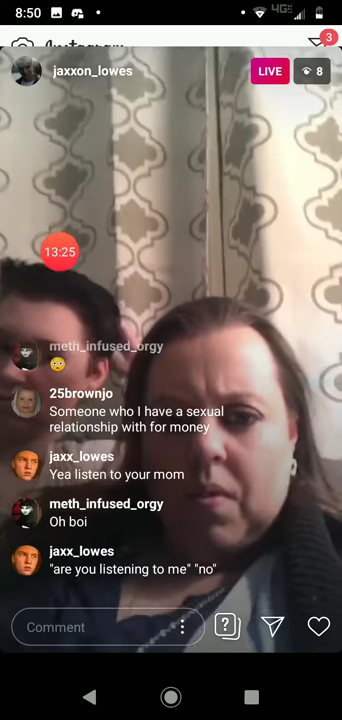 8:50
4G
3
Instagram
jaxxon_lowes
LIVE
8
13:25
meth_infused_orgy
😳
25brownjo
Someone who I have a sexual
relationship with for money
jaxx_lowes
Yea listen to your mom
meth_infused_orgy
Oh boi
jaxx_lowes
"are you listening to me" "no"
Comment
?